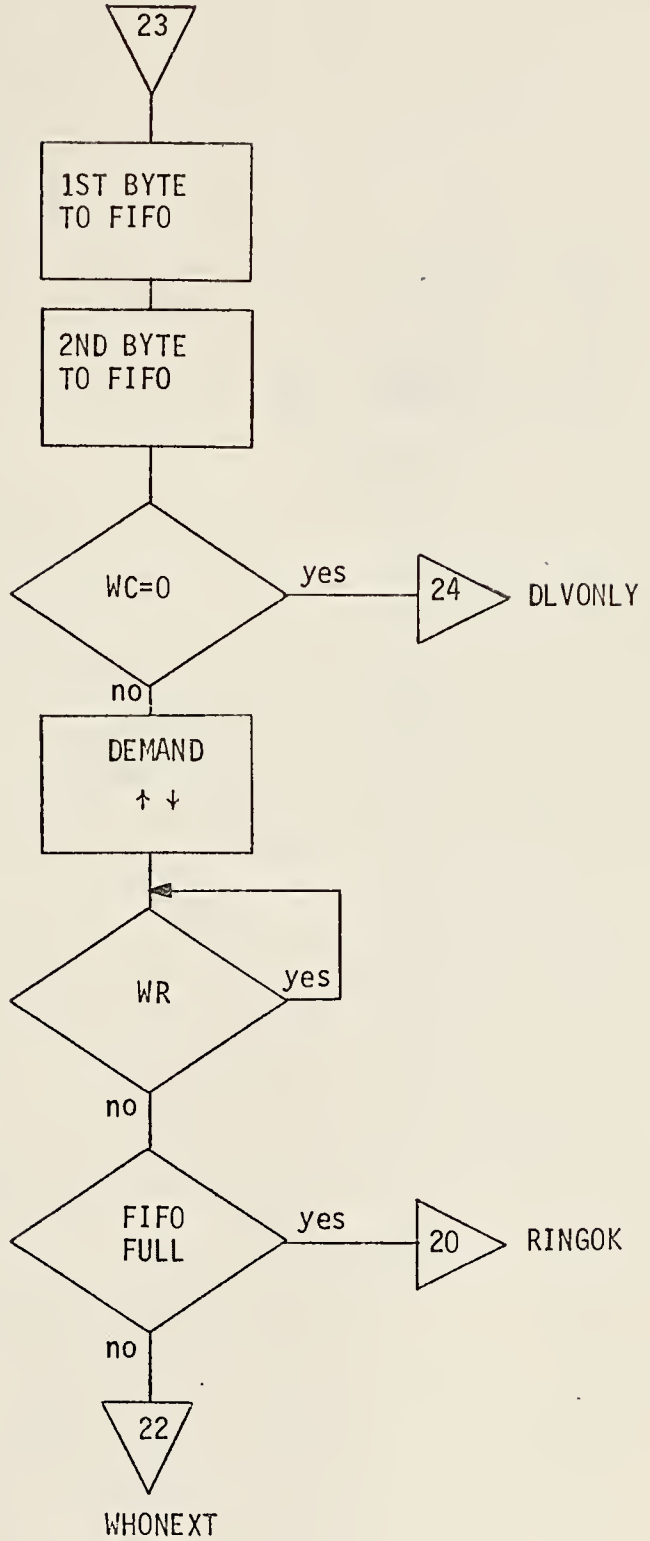 23
1ST BYTE
TO FIFO
2ND BYTE
TO FIFO
WC=0
yes
24
DLVONLY
no
DEMAND
↑ ↓
WR
yes
no
FIFO
FULL
yes
20
RINGOK
no
22
WHONEXT